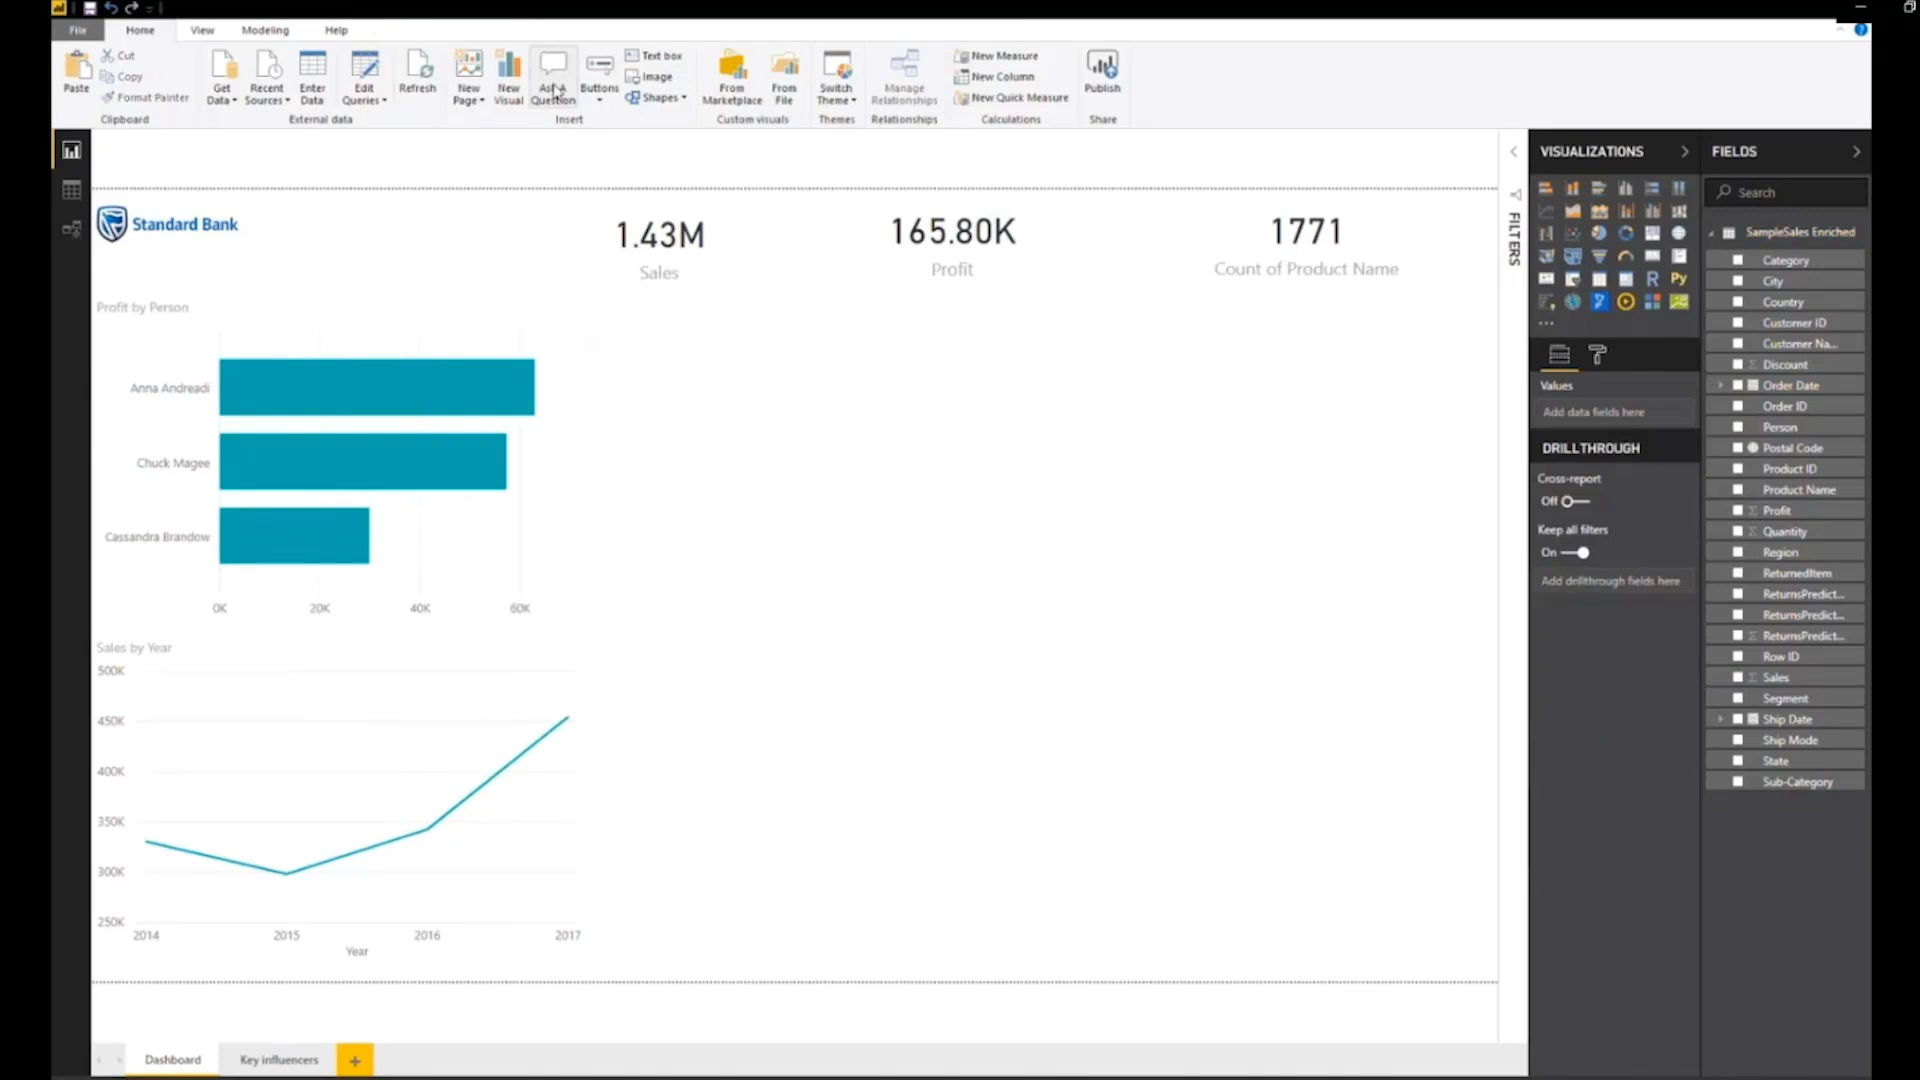 File Home View Modeling Help
Paste
Cut
Copy
Format Painter
Clipboard
Get Data
Recent Sources
Enter Data
Edit Queries
Refresh
External data
New Page
New Visual
Ask A Question
Buttons
Text box
Image
Shapes
Insert
From Marketplace
From File
Custom visuals
Switch Theme
Themes
Manage Relationships
Relationships
New Measure
New Column
New Quick Measure
Calculations
Publish
Share
Standard Bank
1.43M
Sales
165.80K
Profit
1771
Count of Product Name
Profit by Person
Anna Andreadi
Chuck Magee
Cassandra Brandow
0K 20K 40K 60K
Sales by Year
500K
450K
400K
350K
300K
250K
2014 2015 2016 2017
Year
Dashboard Key influencers +
FILTERS
VISUALIZATIONS
R Py
...
Values
Add data fields here
DRILLTHROUGH
Cross-report
Off
Keep all filters
On
Add drillthrough fields here
FIELDS
Search
SampleSales Enriched
Category
City
Country
Customer ID
Customer Na...
Σ Discount
Order Date
Order ID
Person
Postal Code
Product ID
Product Name
Σ Profit
Σ Quantity
Region
ReturnedItem
ReturnsPredict...
ReturnsPredict...
Σ ReturnsPredict...
Row ID
Σ Sales
Segment
Ship Date
Ship Mode
State
Sub-Category